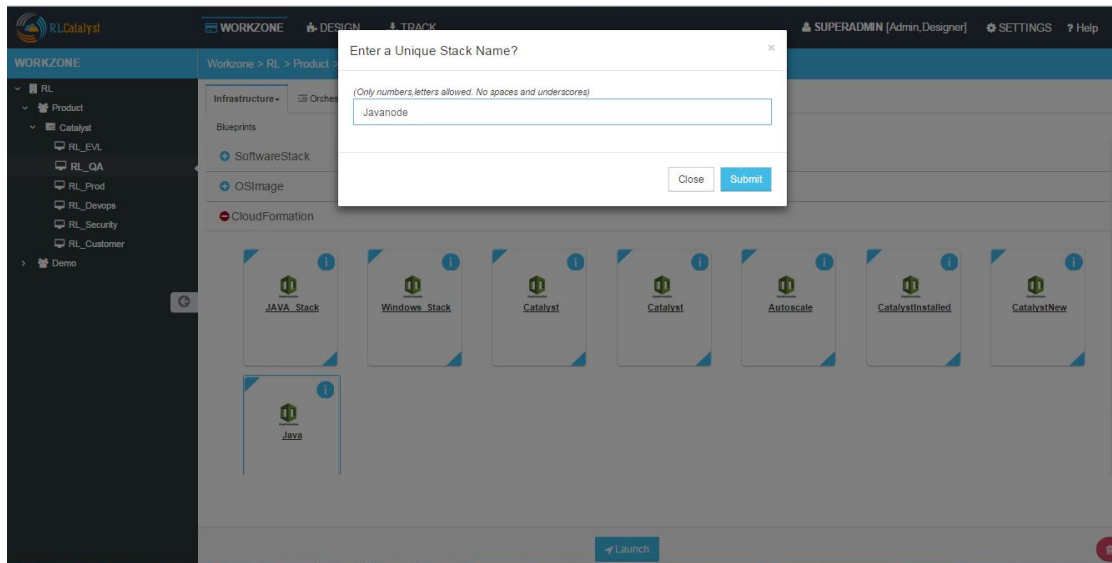 RLCatalyst
WORKZONE DESIGN TRACK SUPERADMIN [Admin,Designer] SETTINGS ? Help
WORKZONE
Workzone > RL > Product >
Enter a Unique Stack Name? ×
(Only numbers,letters allowed. No spaces and underscores)
Javanode
Close Submit
RL
Product
Catalyst
RL_EVL
RL_QA
RL_Prod
RL_Devops
RL_Security
RL_Customer
Demo
Infrastructure Orches
Blueprints
SoftwareStack
OSImage
CloudFormation
JAVA_Stack Windows_Stack Catalyst Catalyst Autoscale CatalystInstalled CatalystNew
Java
Launch